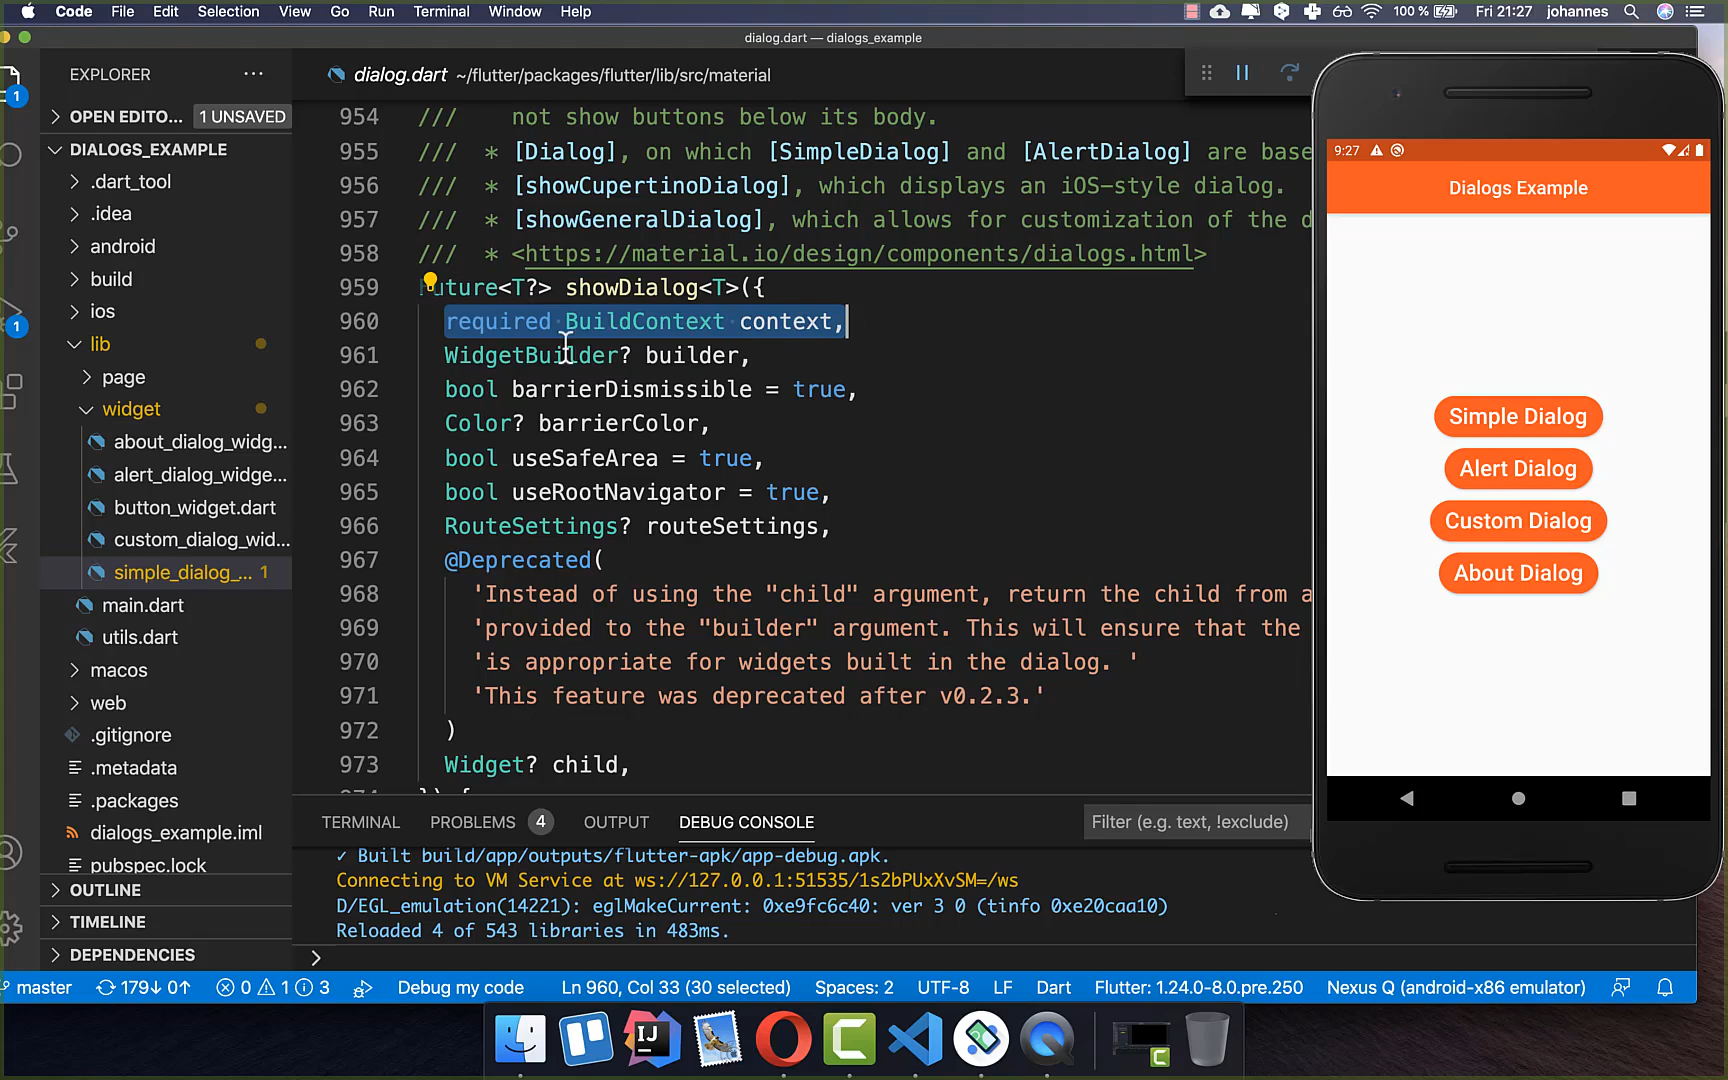 Code File Edit Selection View Go Run Terminal Window Help 100 % Fri 21:27 johannes
dialog.dart — dialogs_example
EXPLORER
OPEN EDITO... 1 UNSAVED
DIALOGS_EXAMPLE
.dart_tool
.idea
android
build
ios
lib
page
widget
about_dialog_widg...
alert_dialog_widge...
button_widget.dart
custom_dialog_wid...
simple_dialog_... 1
main.dart
utils.dart
macos
web
.gitignore
.metadata
.packages
dialogs_example.iml
pubspec.lock
OUTLINE
TIMELINE
DEPENDENCIES
1
1
dialog.dart ~/flutter/packages/flutter/lib/src/material
954 /// not show buttons below its body.
955 /// * [Dialog], on which [SimpleDialog] and [AlertDialog] are base
956 /// * [showCupertinoDialog], which displays an iOS-style dialog.
957 /// * [showGeneralDialog], which allows for customization of the d
958 /// * <https://material.io/design/components/dialogs.html>
959 Future<T?> showDialog<T>({
960 required BuildContext context,
961 WidgetBuilder? builder,
962 bool barrierDismissible = true,
963 Color? barrierColor,
964 bool useSafeArea = true,
965 bool useRootNavigator = true,
966 RouteSettings? routeSettings,
967 @Deprecated(
968 'Instead of using the "child" argument, return the child from a
969 'provided to the "builder" argument. This will ensure that the
970 'is appropriate for widgets built in the dialog. '
971 'This feature was deprecated after v0.2.3.'
972 )
973 Widget? child,
TERMINAL PROBLEMS 4 OUTPUT DEBUG CONSOLE Filter (e.g. text, !exclude)
✓ Built build/app/outputs/flutter-apk/app-debug.apk.
Connecting to VM Service at ws://127.0.0.1:51535/1s2bPUxXvSM=/ws
D/EGL_emulation(14221): eglMakeCurrent: 0xe9fc6c40: ver 3 0 (tinfo 0xe20caa10)
Reloaded 4 of 543 libraries in 483ms.
>
9:27
Dialogs Example
Simple Dialog
Alert Dialog
Custom Dialog
About Dialog
master 179↓ 0↑ 0 1 3 Debug my code Ln 960, Col 33 (30 selected) Spaces: 2 UTF-8 LF Dart Flutter: 1.24.0-8.0.pre.250 Nexus Q (android-x86 emulator)
IJ